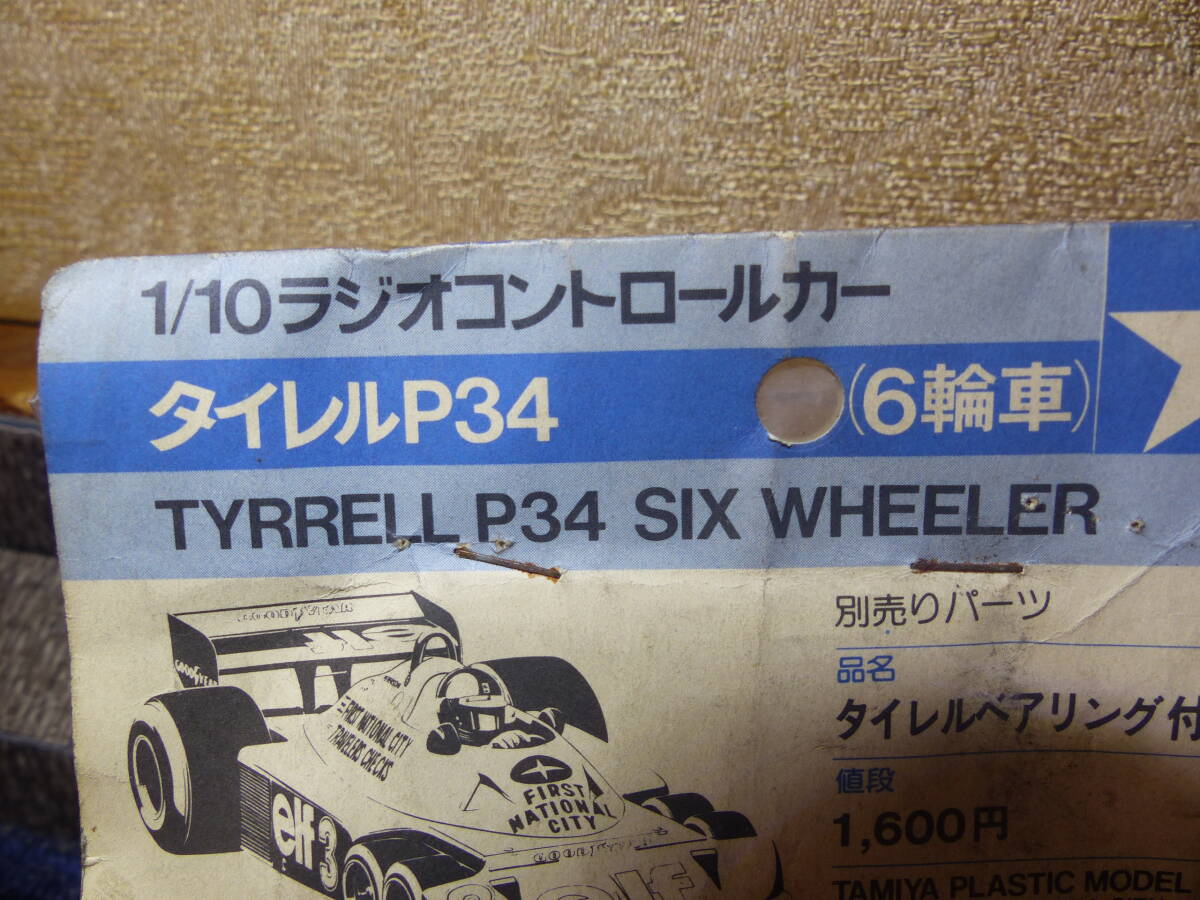 1/10ラジオコントロールカー
タイレルP34 (6輪車)
TYRRELL P34 SIX WHEELER
別売りパーツ
品名
タイレルベアリング付
値段
1,600円
TAMIYA PLASTIC MODEL
GOODYEAR
FIRST NATIONAL CITY
TRAVELERS CHECKS
FIRST
NATIONAL
CITY
elf 3
GOODYEAR
elf